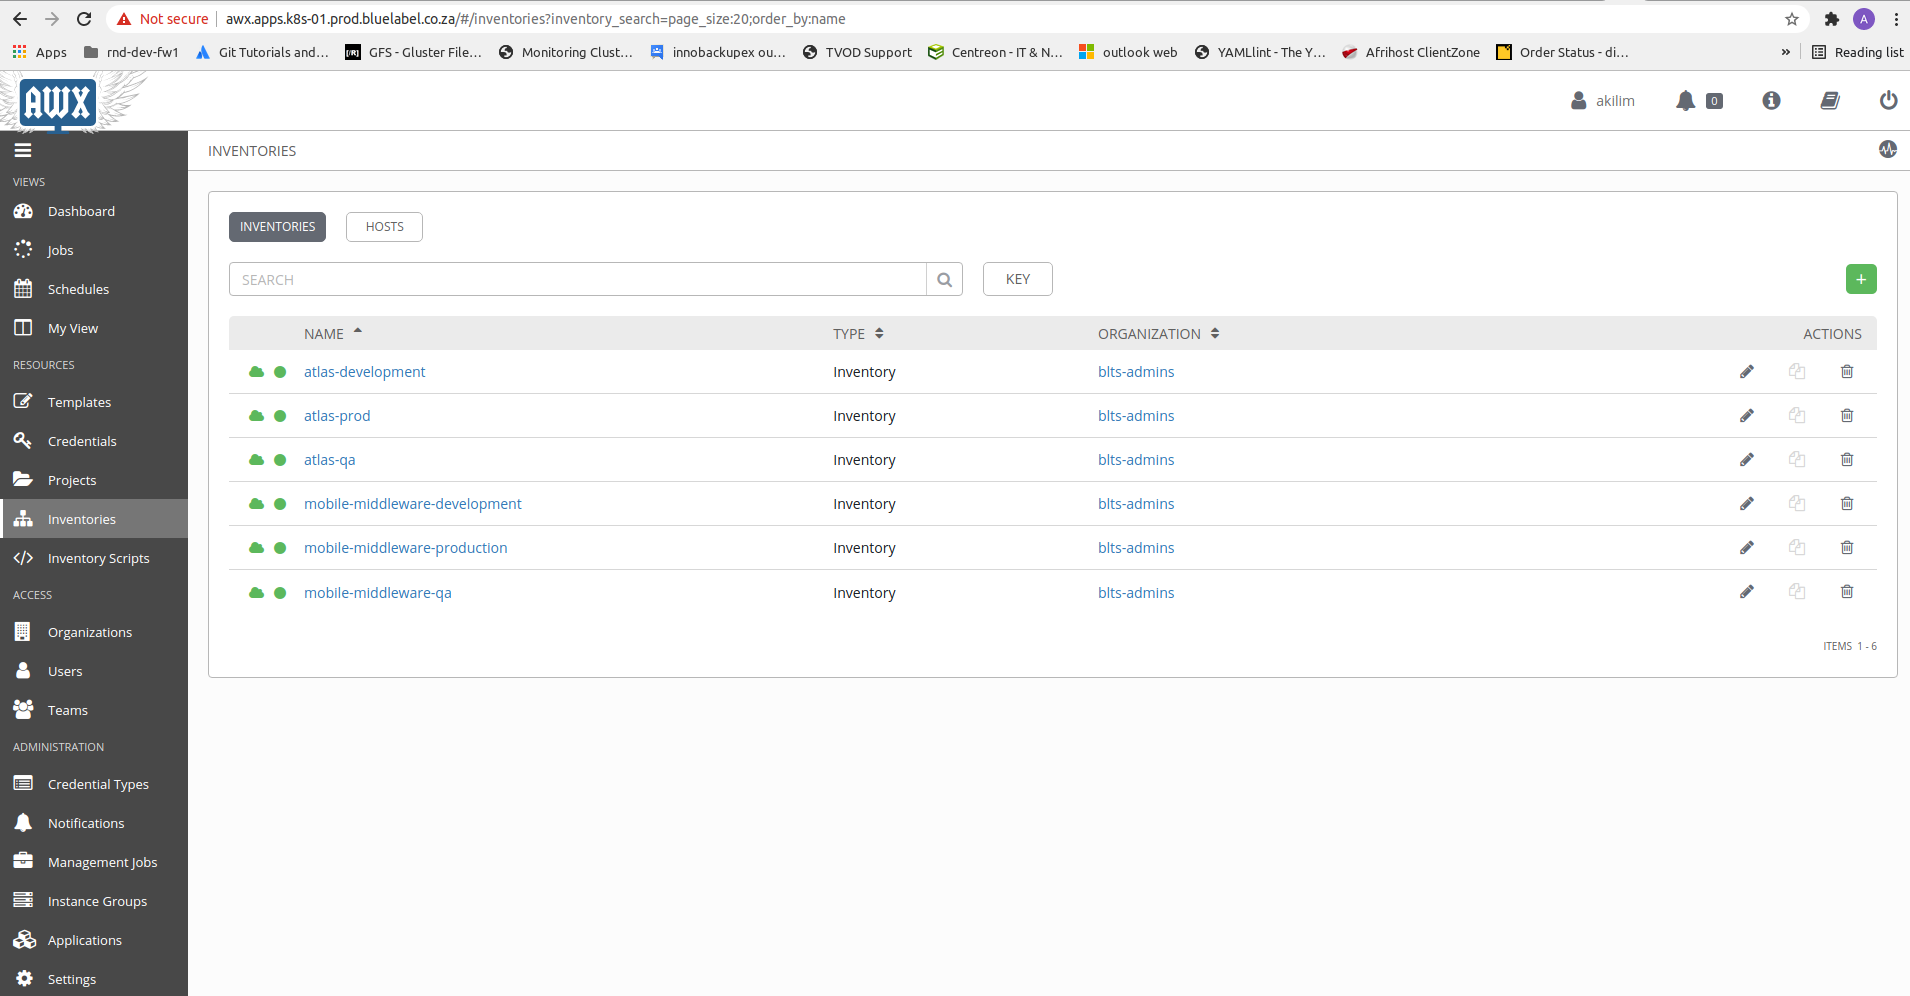 Not secure awx.apps.k8s-01.prod.bluelabel.co.za/#/inventories?inventory_search=page_size:20;order_by:name A
Apps rnd-dev-fw1 Git Tutorials and... [/R] GFS - Gluster File... Monitoring Clust... innobackupex ou... TVOD Support Centreon - IT & N... outlook web YAMLlint - The Y... Afrihost ClientZone Order Status - di... » Reading list
AWX akilim 0
INVENTORIES
VIEWS
Dashboard
Jobs
Schedules
My View
RESOURCES
Templates
Credentials
Projects
Inventories
Inventory Scripts
ACCESS
Organizations
Users
Teams
ADMINISTRATION
Credential Types
Notifications
Management Jobs
Instance Groups
Applications
Settings
INVENTORIES HOSTS
SEARCH KEY +
NAME TYPE ORGANIZATION ACTIONS
atlas-development Inventory blts-admins
atlas-prod Inventory blts-admins
atlas-qa Inventory blts-admins
mobile-middleware-development Inventory blts-admins
mobile-middleware-production Inventory blts-admins
mobile-middleware-qa Inventory blts-admins
ITEMS 1 - 6